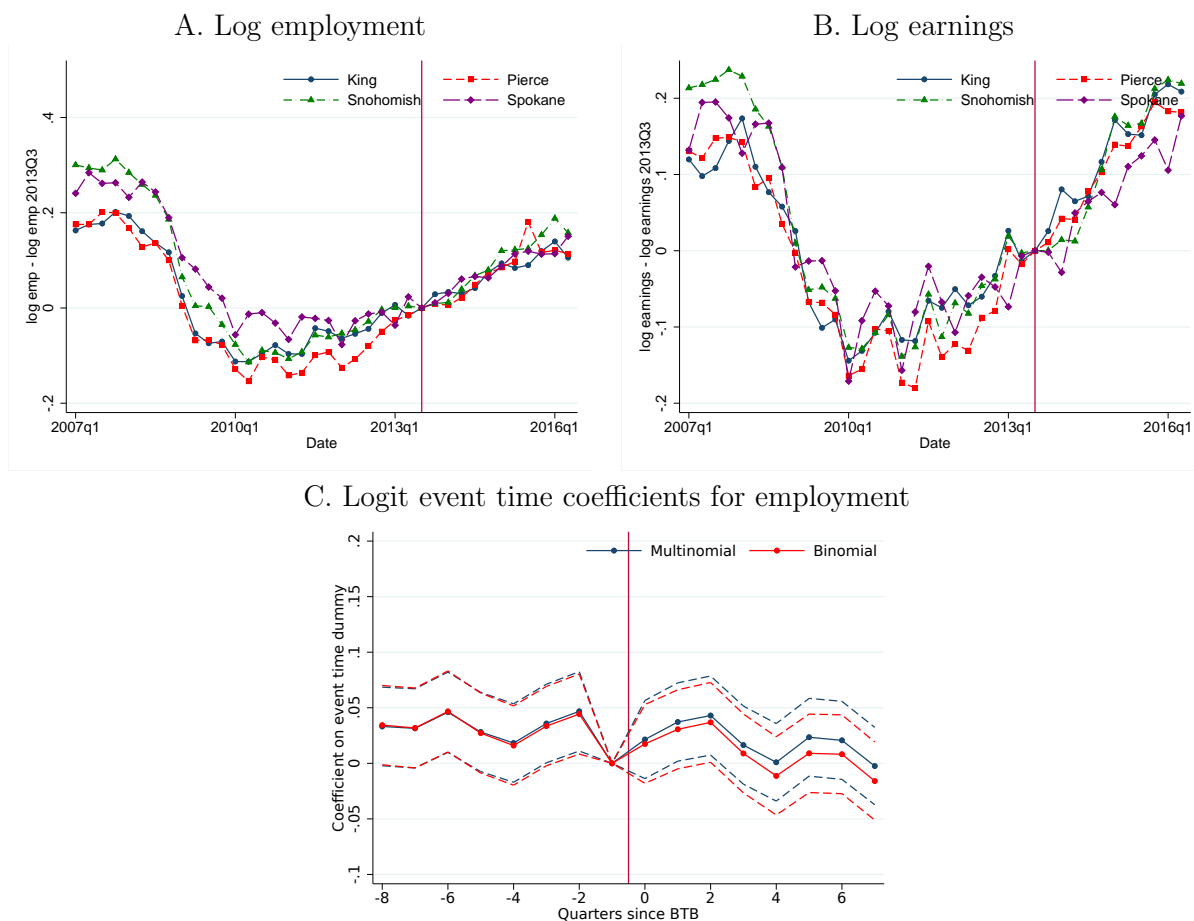 A. Log employment
King
Pierce
Snohomish
Spokane
log emp - log emp 2013Q3
.4
.2
0
-.2
2007q1
2010q1
2013q1
2016q1
Date
B. Log earnings
King
Pierce
Snohomish
Spokane
log earnings - log earnings 2013Q3
.2
.1
0
-.1
-.2
2007q1
2010q1
2013q1
2016q1
Date
C. Logit event time coefficients for employment
Multinomial
Binomial
Coefficient on event time dummy
.2
.15
.1
.05
0
-.05
-.1
-8
-6
-4
-2
0
2
4
6
Quarters since BTB